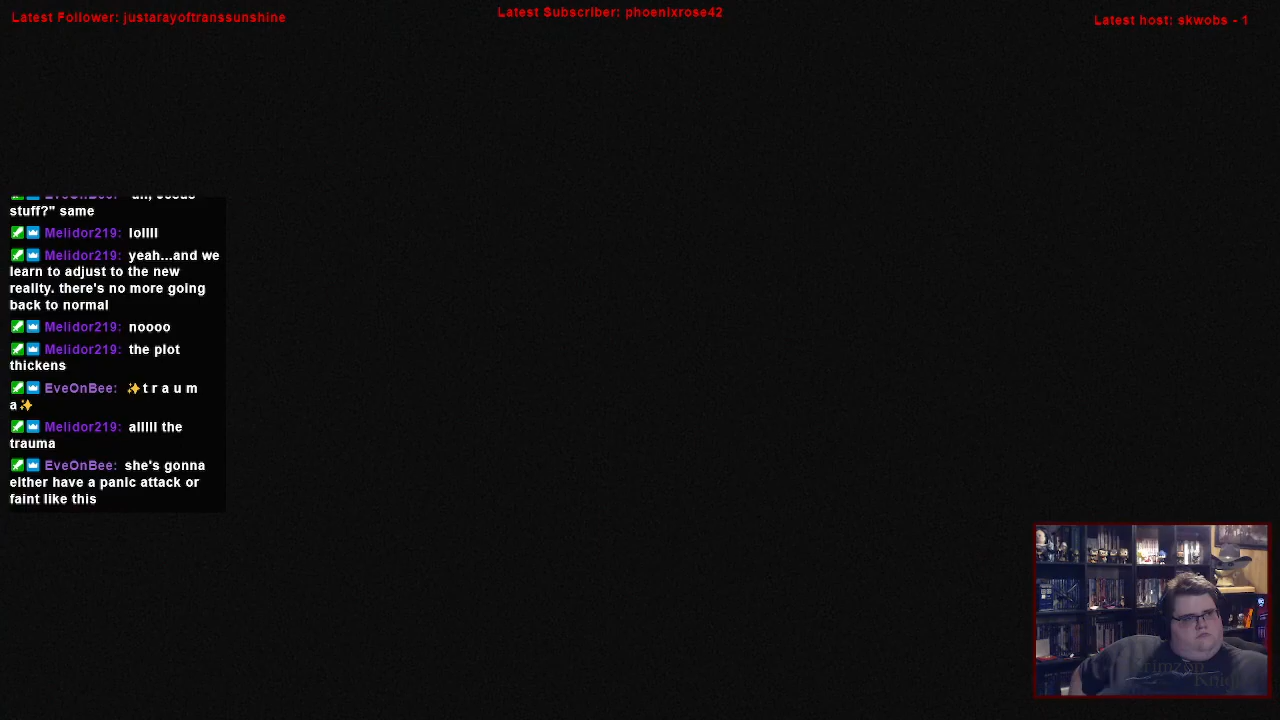 Latest Follower: justarayoftranssunshine
Latest Subscriber: phoenixrose42
Latest host: skwobs - 1
stuff?" same
Melidor219: lollll
Melidor219: yeah...and we
learn to adjust to the new
reality. there's no more going
back to normal
Melidor219: noooo
Melidor219: the plot
thickens
EveOnBee: ✨t r a u m
a✨
Melidor219: alllll the
trauma
EveOnBee: she's gonna
either have a panic attack or
faint like this